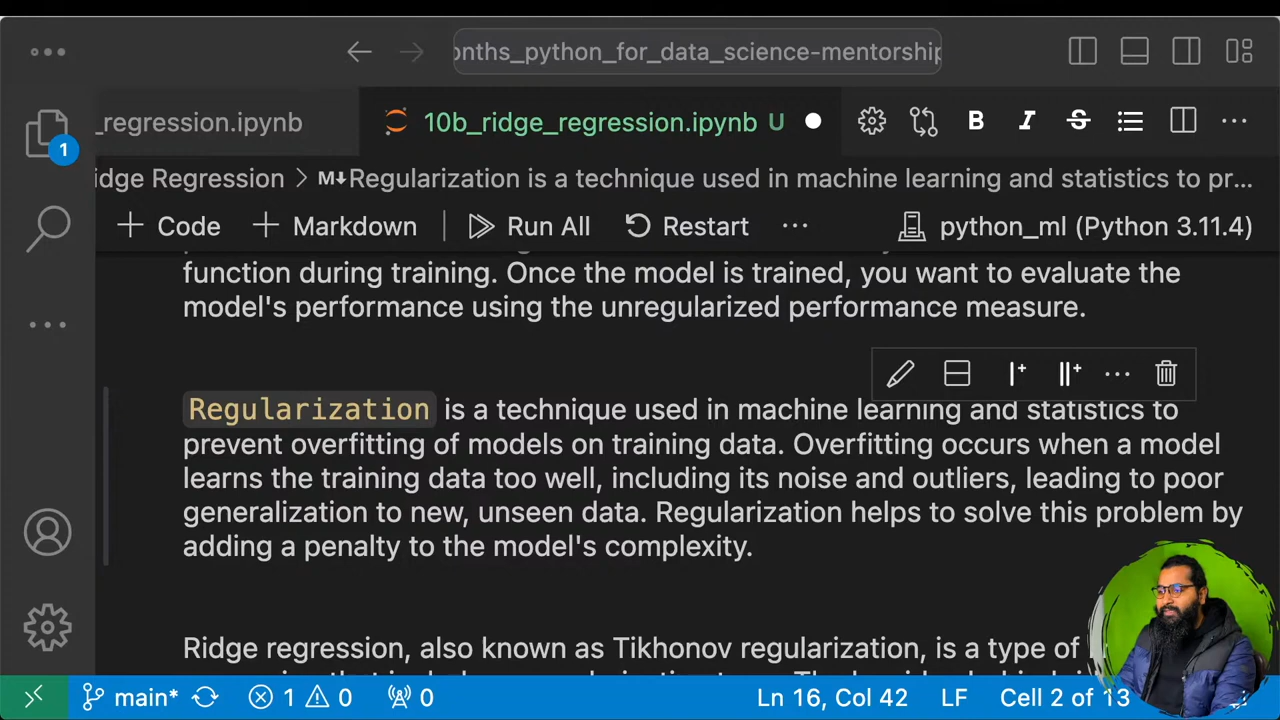 onths_python_for_data_science-mentorship
_regression.ipynb
10b_ridge_regression.ipynb U
B I S
1
idge Regression > M↓Regularization is a technique used in machine learning and statistics to pr...
+ Code + Markdown Run All Restart ... python_ml (Python 3.11.4)
function during training. Once the model is trained, you want to evaluate the
model's performance using the unregularized performance measure.
Regularization is a technique used in machine learning and statistics to
prevent overfitting of models on training data. Overfitting occurs when a model
learns the training data too well, including its noise and outliers, leading to poor
generalization to new, unseen data. Regularization helps to solve this problem by
adding a penalty to the model's complexity.
Ridge regression, also known as Tikhonov regularization, is a type of
main* 1 0 0 Ln 16, Col 42 LF Cell 2 of 13